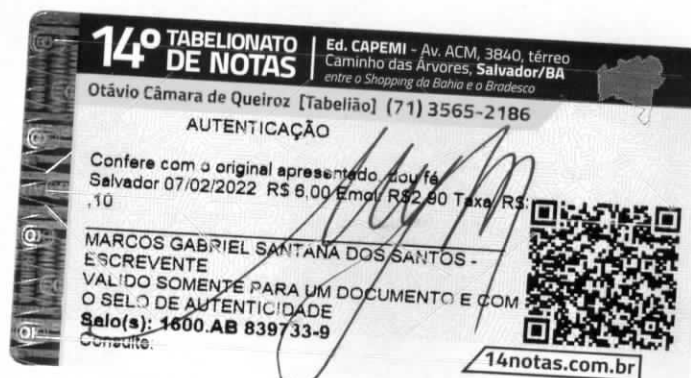 14º TABELIONATO DE NOTAS
Ed. CAPEMI - Av. ACM, 3840, térreo
Caminho das Árvores, Salvador/BA
entre o Shopping da Bahia e o Bradesco
Otávio Câmara de Queiroz [Tabelião] (71) 3565-2186
AUTENTICAÇÃO
Confere com o original apresentado, dou fé
Salvador 07/02/2022 R$ 6,00 Emol R$2,90 Taxa R$:
,10
MARCOS GABRIEL SANTANA DOS SANTOS -
ESCREVENTE
VALIDO SOMENTE PARA UM DOCUMENTO E COM
O SELO DE AUTENTICIDADE
Selo(s): 1600.AB 839733-9
Consulte:
14notas.com.br